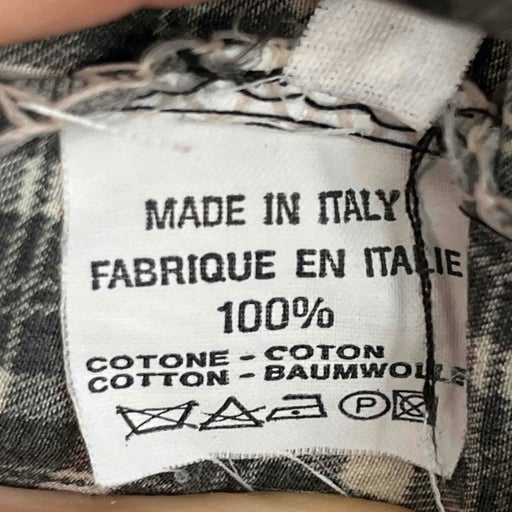 MADE IN ITALY
FABRIQUE EN ITALIE
100%
COTONE - COTON
COTTON - BAUMWOLLE
P